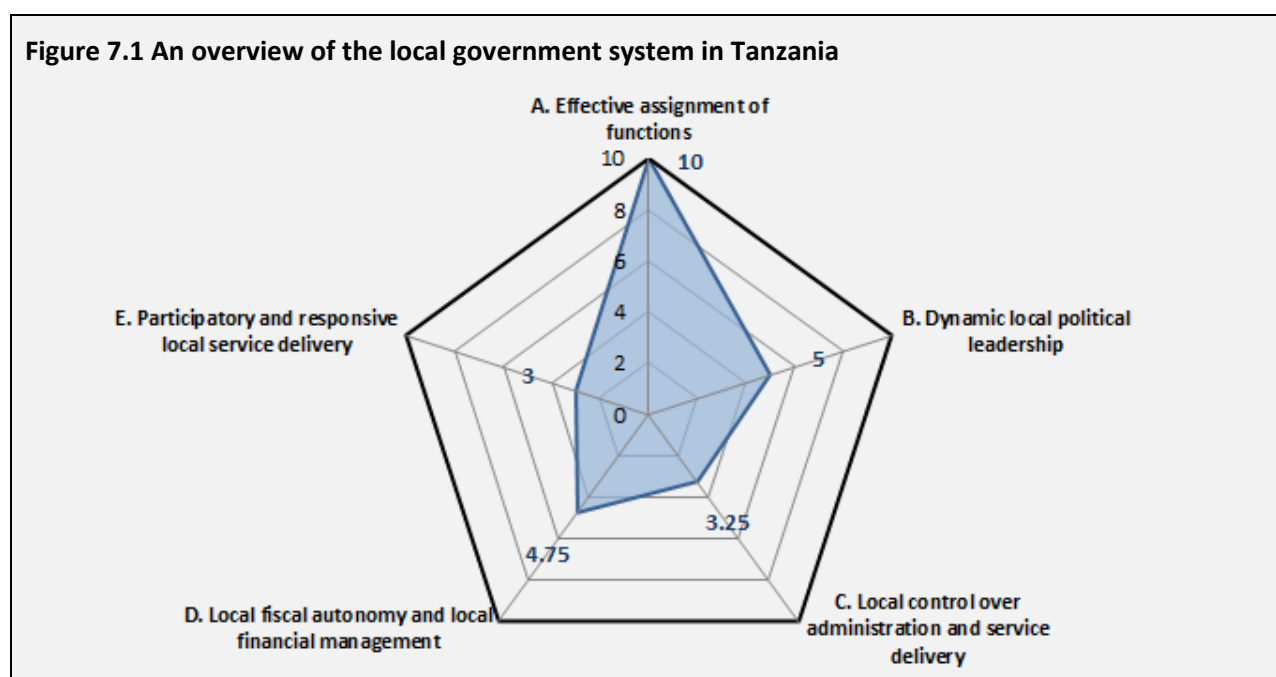 Figure 7.1 An overview of the local government system in Tanzania
A. Effective assignment of
functions
10
10
8
6
4
2
0
B. Dynamic local political
leadership
5
C. Local control over
administration and service
delivery
3.25
D. Local fiscal autonomy and local
financial management
4.75
E. Participatory and responsive
local service delivery
3